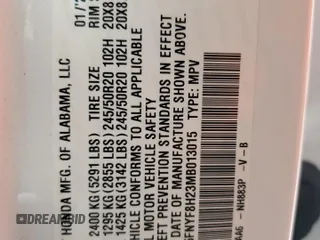 HONDA MFG. OF ALABAMA, LLC 01/
2400 KG(5291 LBS) TIRE SIZE RIM S
1295 KG(2855 LBS) 245/50R20 102H 20X8
1425 KG(3142 LBS) 245/50R20 102H 20X8
CONFORMS TO ALL APPLICABLE
MOTOR VEHICLE SAFETY
THEFT PREVENTION STANDARDS IN EFFECT
DATE OF MANUFACTURE SHOWN ABOVE.
5FNYF8H23MB013015 TYPE: MPV
NH883P -V -B
DREAMBID